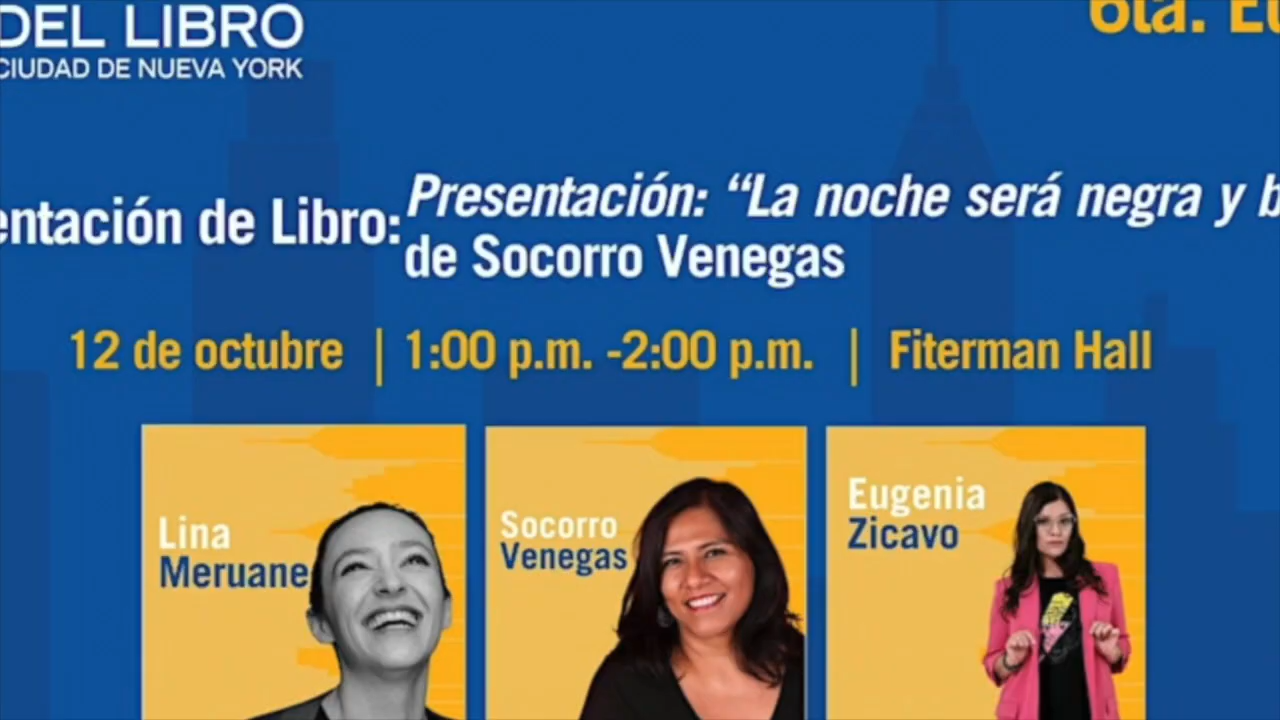 DEL LIBRO
CIUDAD DE NUEVA YORK
6ta.
entación de Libro:
Presentación: “La noche será negra y b
de Socorro Venegas
12 de octubre | 1:00 p.m. -2:00 p.m. | Fiterman Hall
Lina
Meruane
Socorro
Venegas
Eugenia
Zicavo